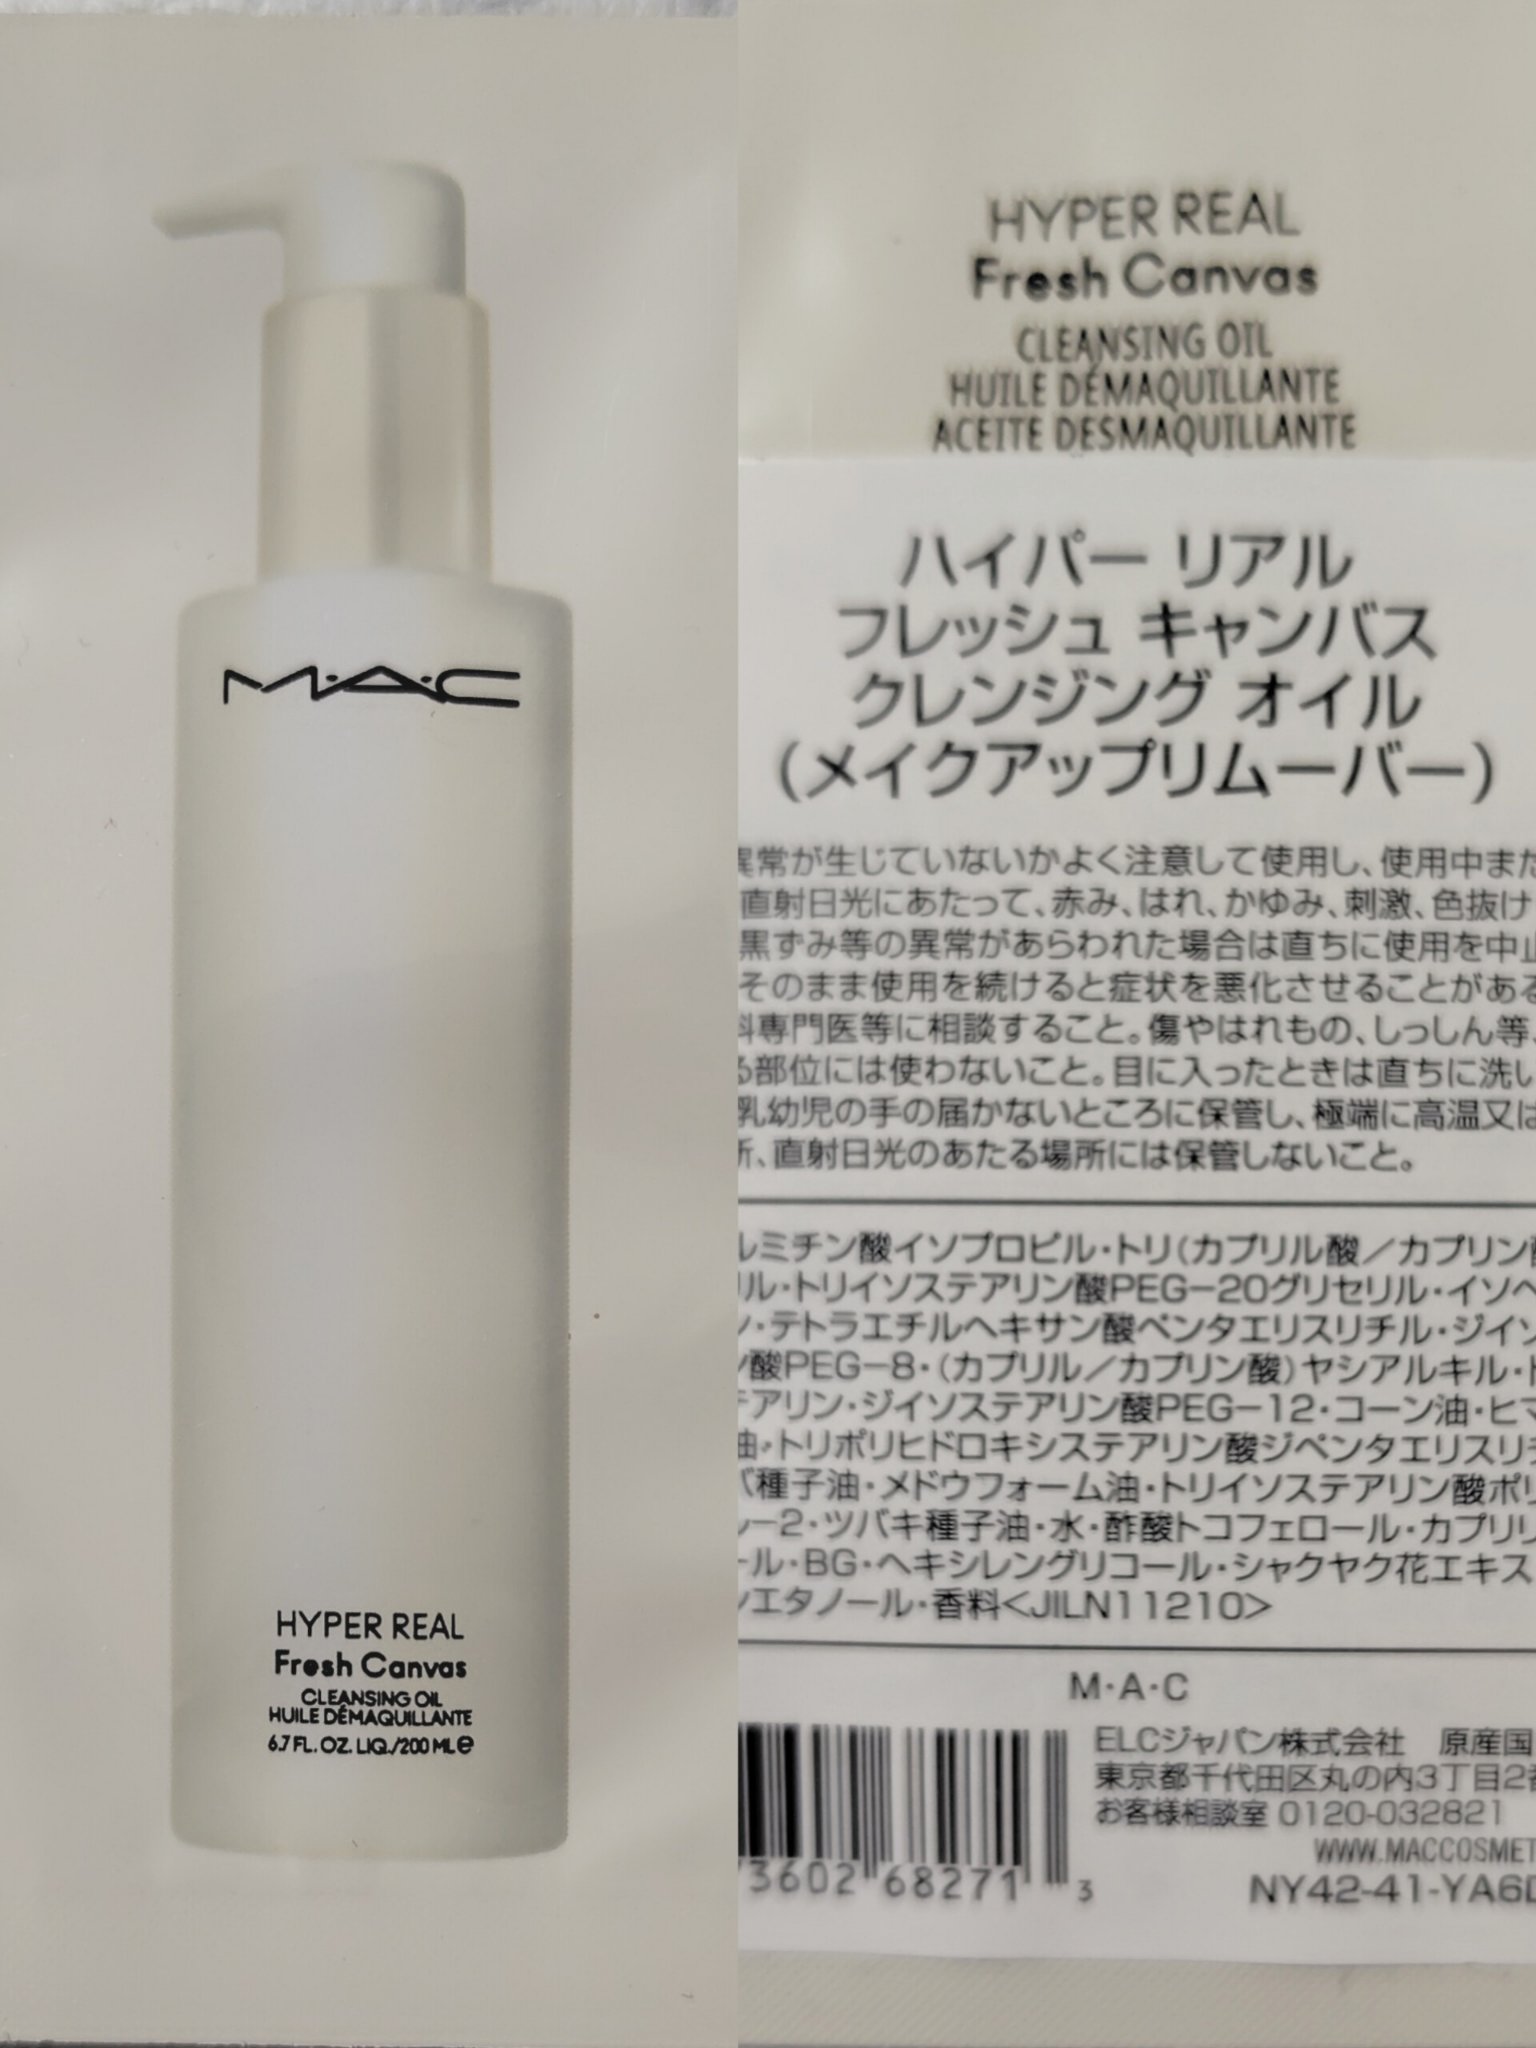 M·A·C
HYPER REAL
Fresh Canvas
CLEANSING OIL
HUILE DÉMAQUILLANTE
6.7 FL. OZ. LIQ./200 ML e
HYPER REAL
Fresh Canvas
CLEANSING OIL
HUILE DÉMAQUILLANTE
ACEITE DESMAQUILLANTE
ハイパー リアル
フレッシュ キャンバス
クレンジング オイル
(メイクアップリムーバー)
異常が生じていないかよく注意して使用し、使用中また
直射日光にあたって、赤み、はれ、かゆみ、刺激、色抜け
黒ずみ等の異常があらわれた場合は直ちに使用を中止
そのまま使用を続けると症状を悪化させることがある
科専門医等に相談すること。傷やはれもの、しっしん等、
る部位には使わないこと。目に入ったときは直ちに洗い
乳幼児の手の届かないところに保管し、極端に高温又は
所、直射日光のあたる場所には保管しないこと。
ルミチン酸イソプロピル・トリ(カプリル酸/カプリン酸
リル・トリイソステアリン酸PEG-20グリセリル・イソヘ
ン・テトラエチルヘキサン酸ペンタエリスリチル・ジイソ
ン酸PEG-8・(カプリル/カプリン酸)ヤシアルキル・ト
テアリン・ジイソステアリン酸PEG-12・コーン油・ヒマ
油・トリポリヒドロキシステアリン酸ジペンタエリスリチ
バ種子油・メドウフォーム油・トリイソステアリン酸ポリ
ル-2・ツバキ種子油・水・酢酸トコフェロール・カプリリ
ール・BG・ヘキシレングリコール・シャクヤク花エキス
シエタノール・香料<JILN11210>
M・A・C
ELCジャパン株式会社 原産国
東京都千代田区丸の内3丁目2番
お客様相談室 0120-032821
WWW.MACCOSMET
73602 68271 3
NY42-41-YA6D